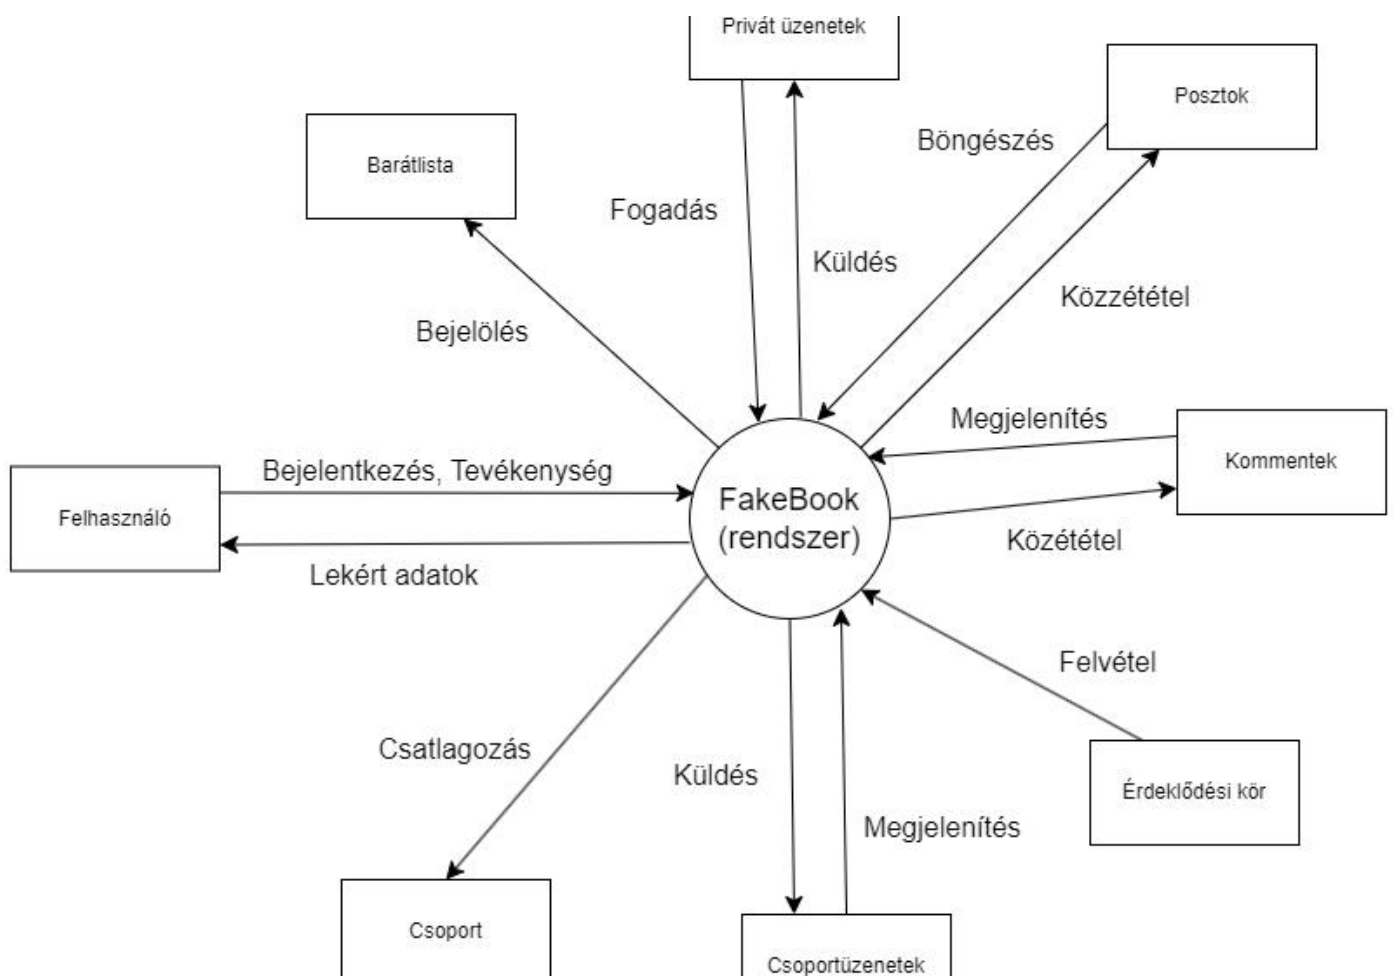 Privát üzenetek
Posztok
Böngészés
Barátlista
Fogadás
Küldés
Közzététel
Bejelölés
Megjelenítés
Kommentek
Bejelentkezés, Tevékenység
FakeBook
(rendszer)
Felhasználó
Közététel
Lekért adatok
Felvétel
Csatlagozás
Küldés
Érdeklődési kör
Megjelenítés
Csoport
Csoportüzenetek